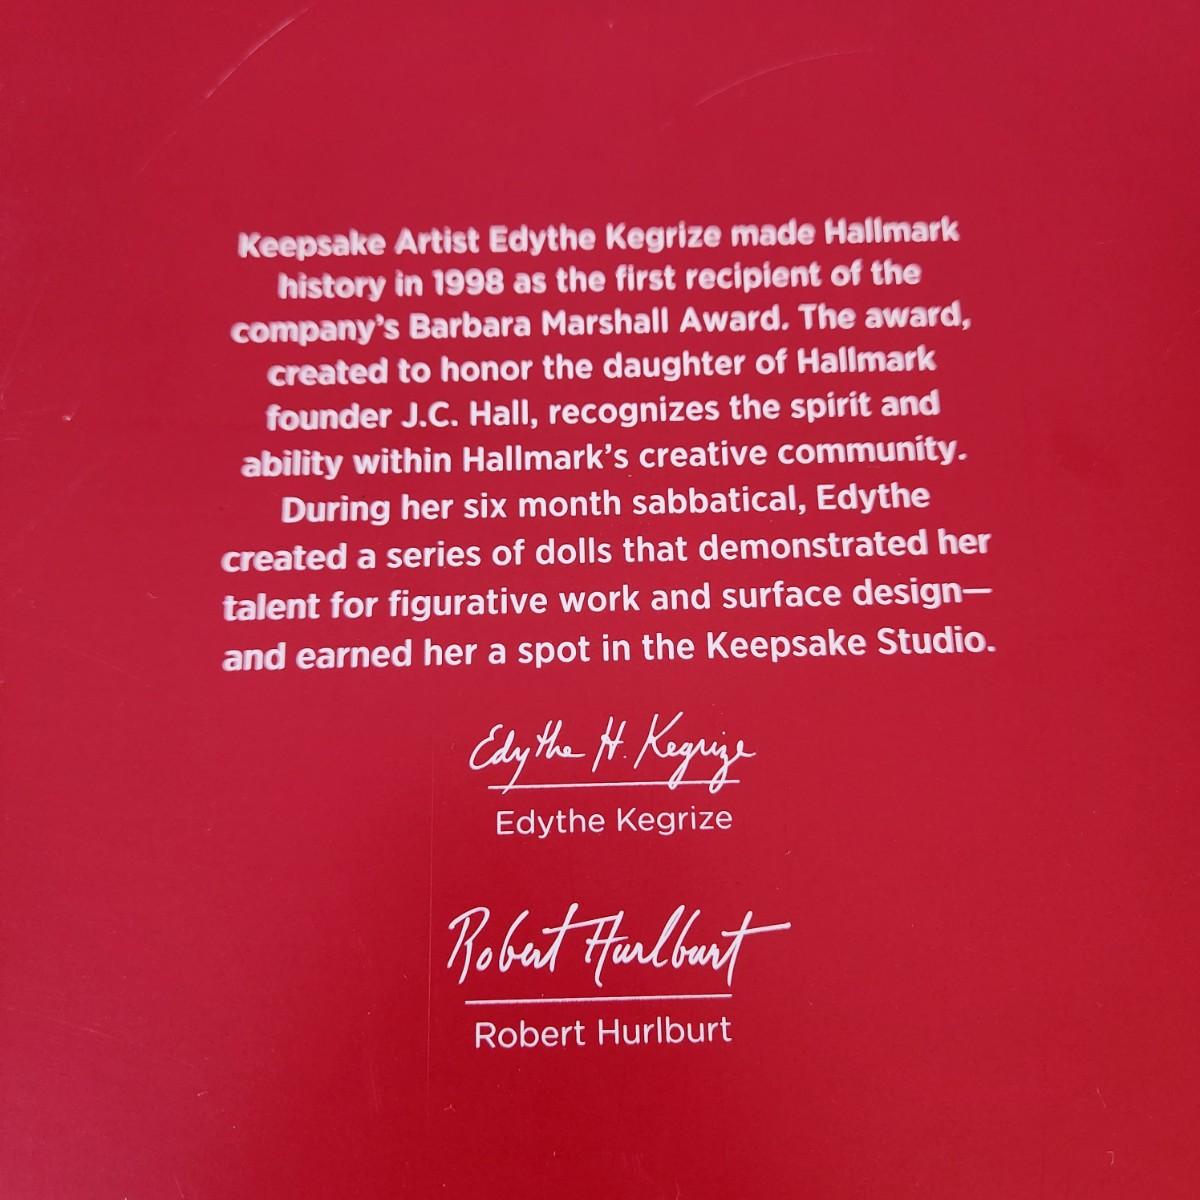 Keepsake Artist Edythe Kegrize made Hallmark
history in 1998 as the first recipient of the
company's Barbara Marshall Award. The award,
created to honor the daughter of Hallmark
founder J.C. Hall, recognizes the spirit and
ability within Hallmark's creative community.
During her six month sabbatical, Edythe
created a series of dolls that demonstrated her
talent for figurative work and surface design—
and earned her a spot in the Keepsake Studio.
Edythe H. Kegrize
Edythe Kegrize
Robert Hurlburt
Robert Hurlburt